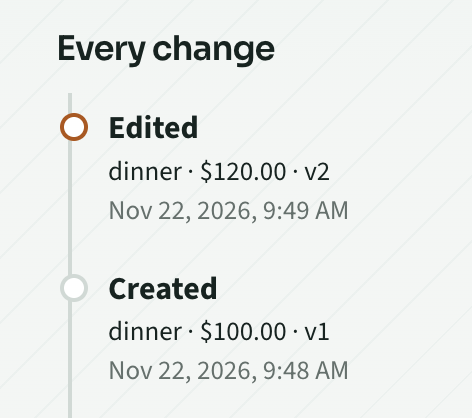 Every change
Edited
dinner · $120.00 · v2
Nov 22, 2026, 9:49 AM
Created
dinner · $100.00 · v1
Nov 22, 2026, 9:48 AM